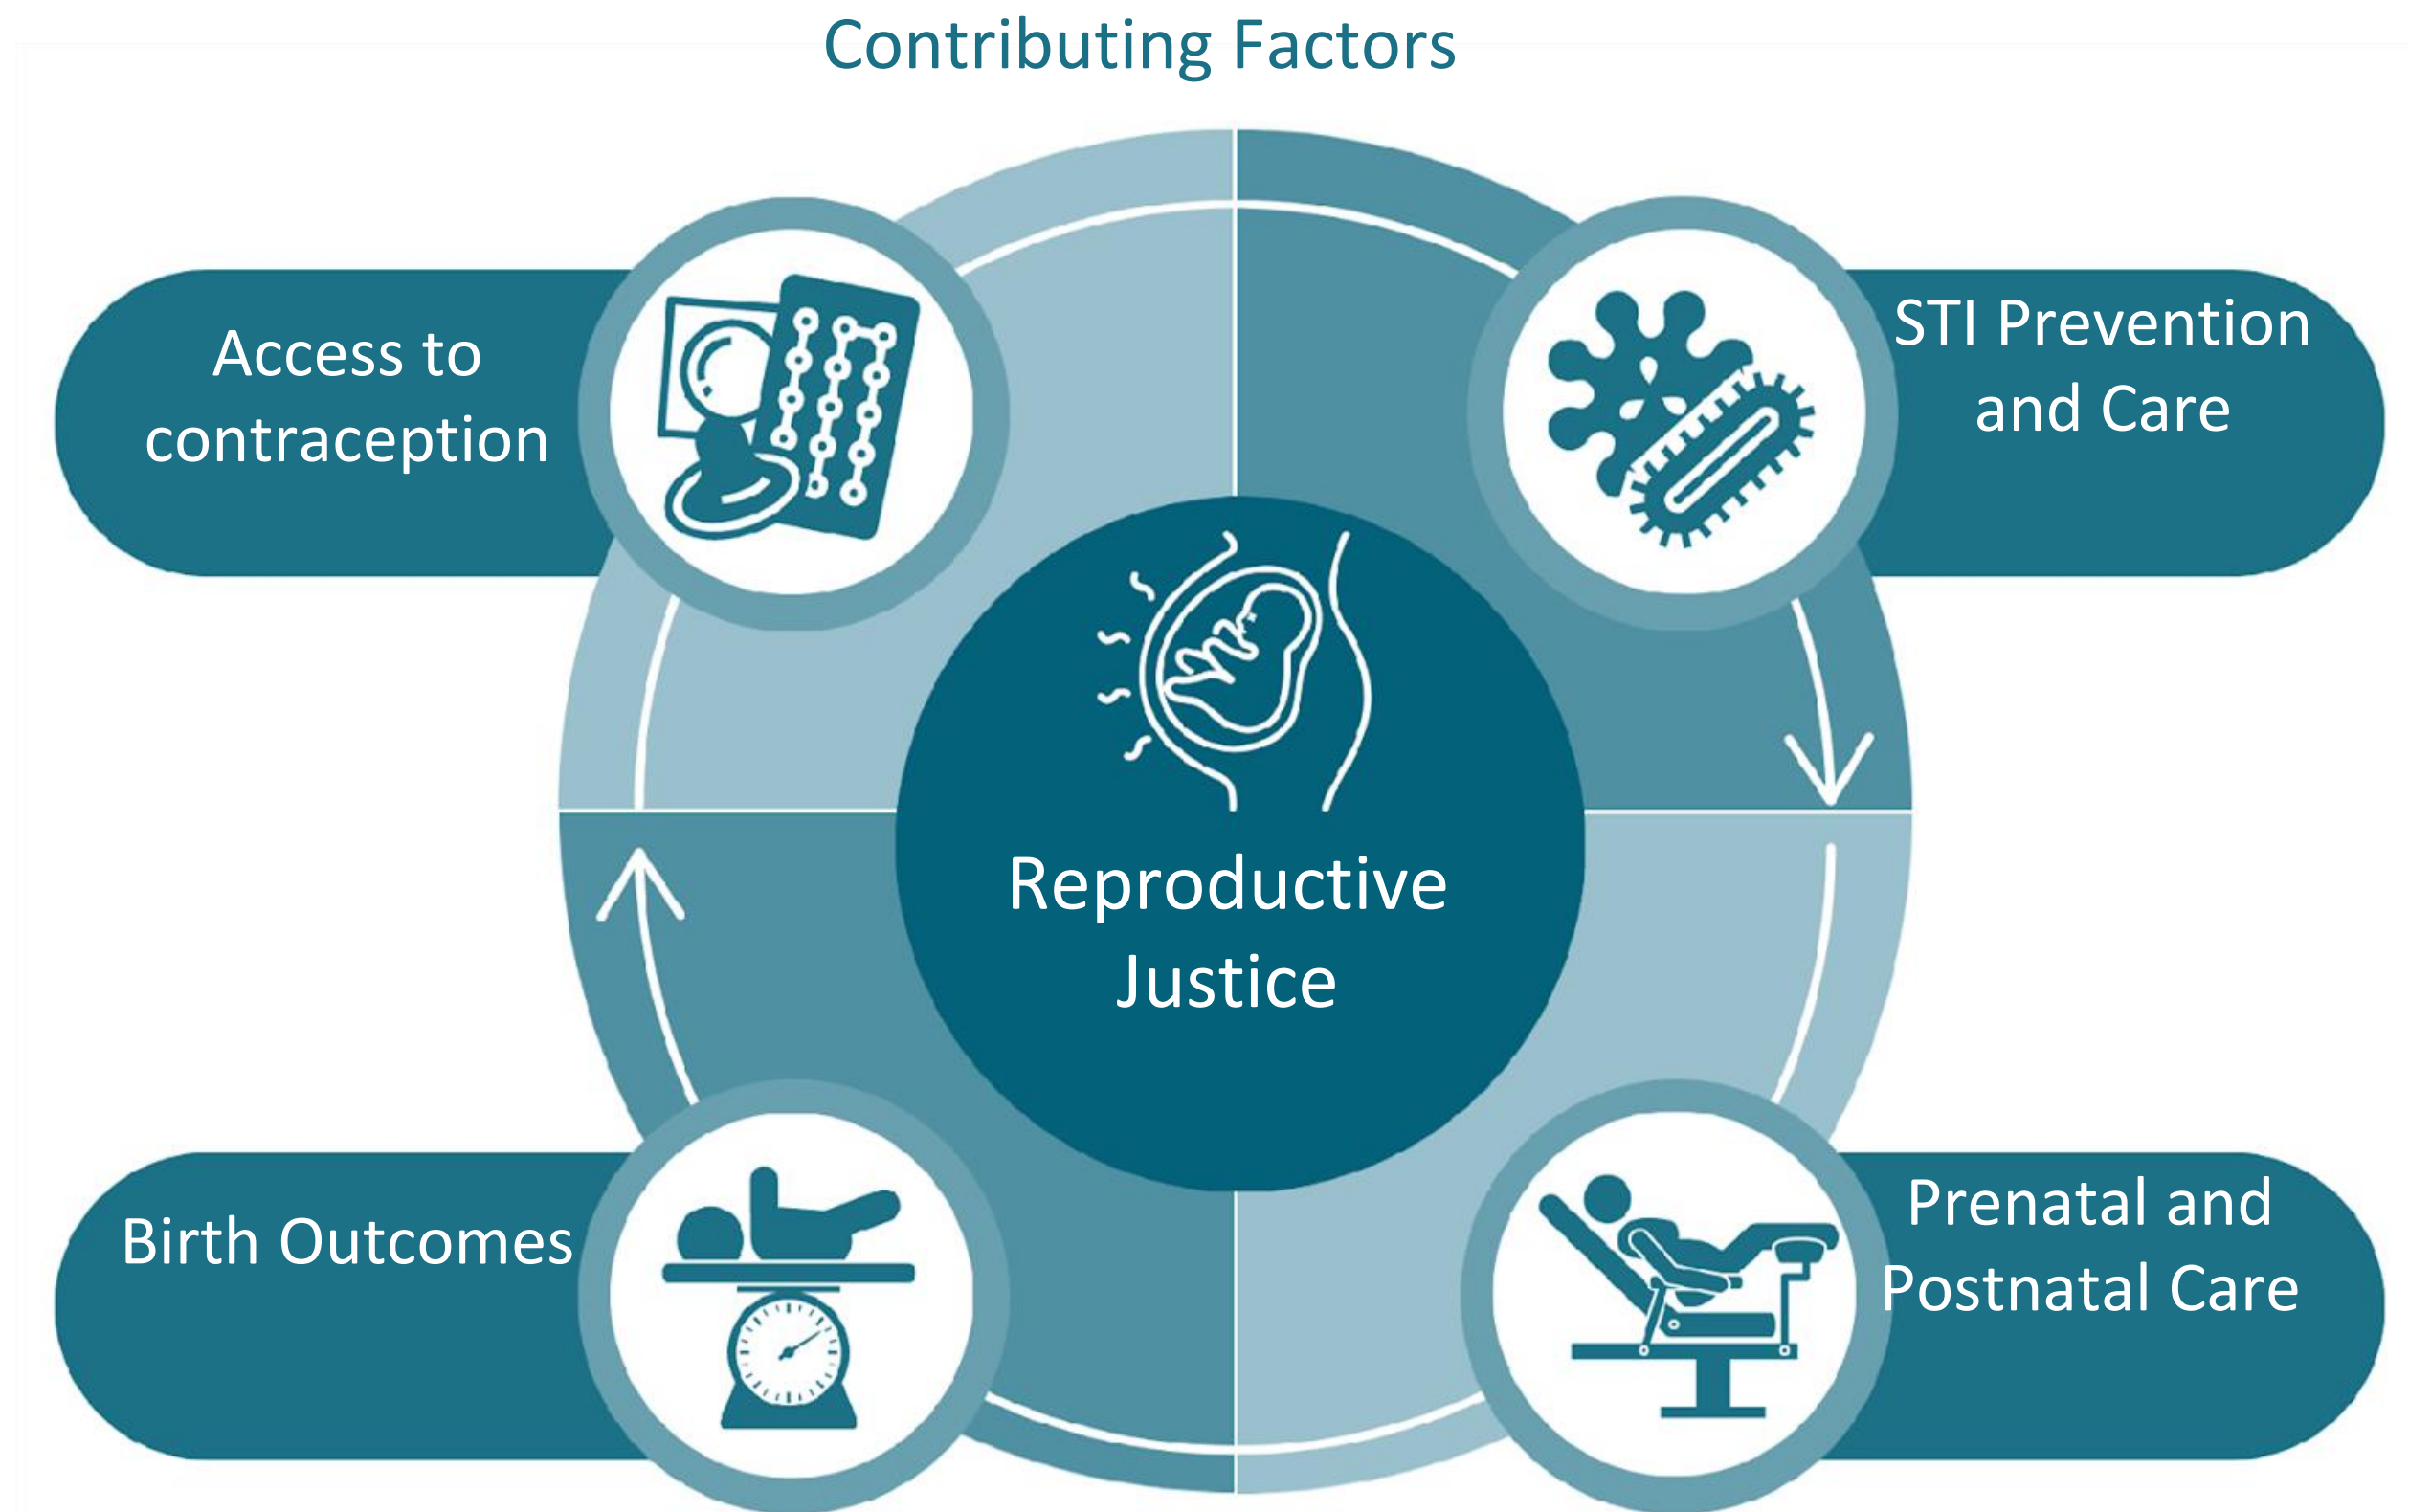 Contributing Factors
Access to
contraception
STI Prevention
and Care
Reproductive
Justice
Birth Outcomes
Prenatal and
Postnatal Care